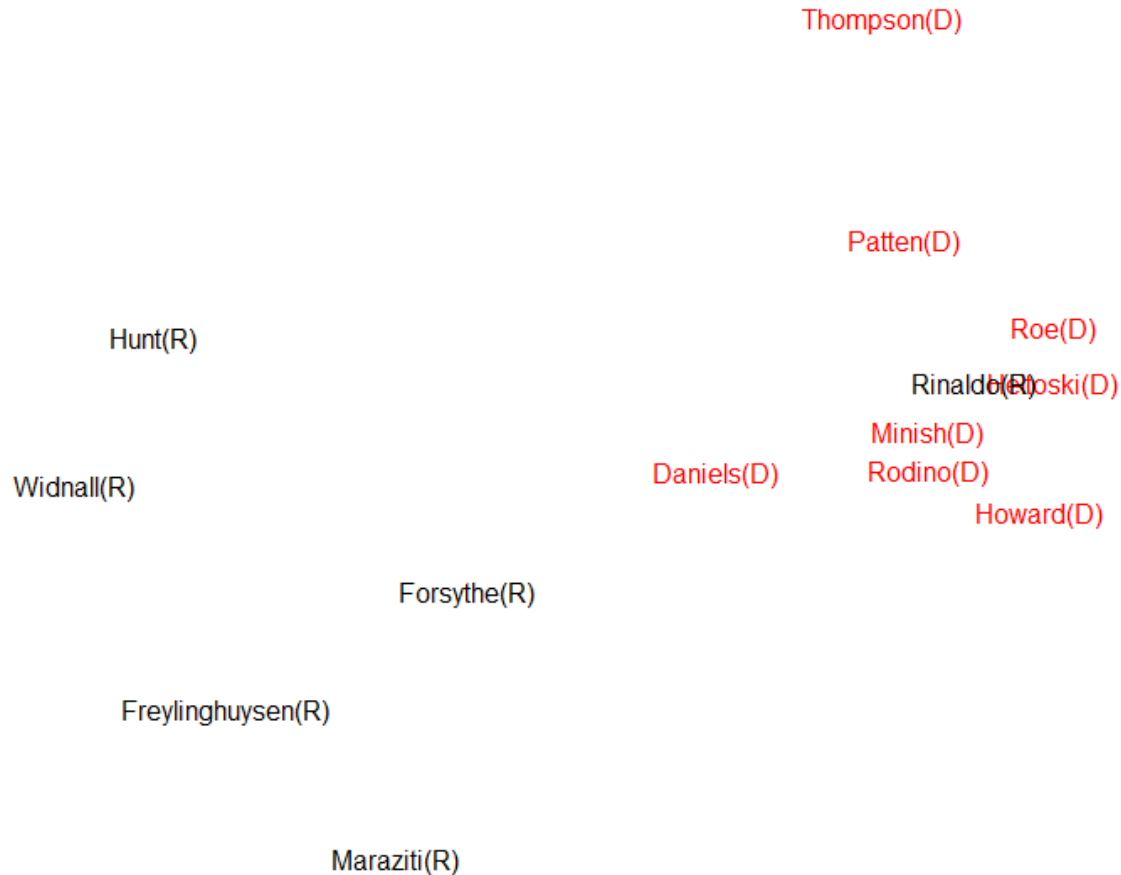 Thompson(D)
Patten(D)
Roe(D)
Hunt(R)
Rinaldo(R)
Minish(D)
Daniels(D)
Rodino(D)
Widnall(R)
Howard(D)
Forsythe(R)
Freylinghuysen(R)
Maraziti(R)